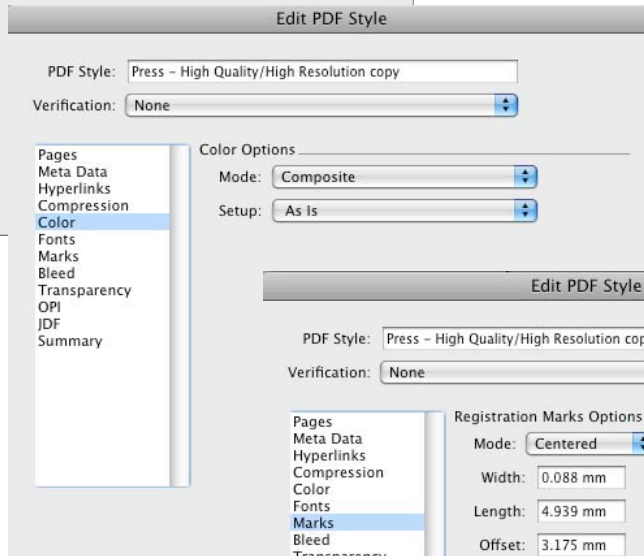 Edit PDF Style
PDF Style: Press – High Quality/High Resolution copy
Verification: None
Pages
Meta Data
Hyperlinks
Compression
Color
Fonts
Marks
Bleed
Transparency
OPI
JDF
Summary
Color Options
Mode: Composite
Setup: As Is
Edit PDF Style
PDF Style: Press – High Quality/High Resolution cop
Verification: None
Pages
Meta Data
Hyperlinks
Compression
Color
Fonts
Marks
Bleed
Transparency
Registration Marks Options
Mode: Centered
Width: 0.088 mm
Length: 4.939 mm
Offset: 3.175 mm